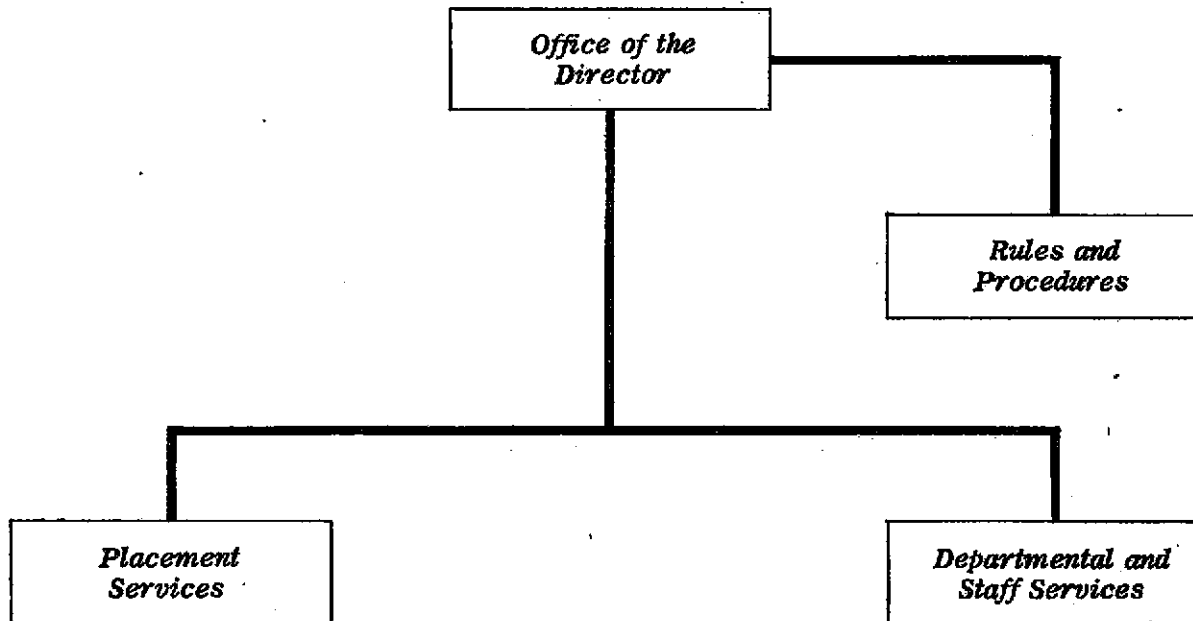 Office of the
Director
Rules and
Procedures
Placement
Services
Departmental and
Staff Services